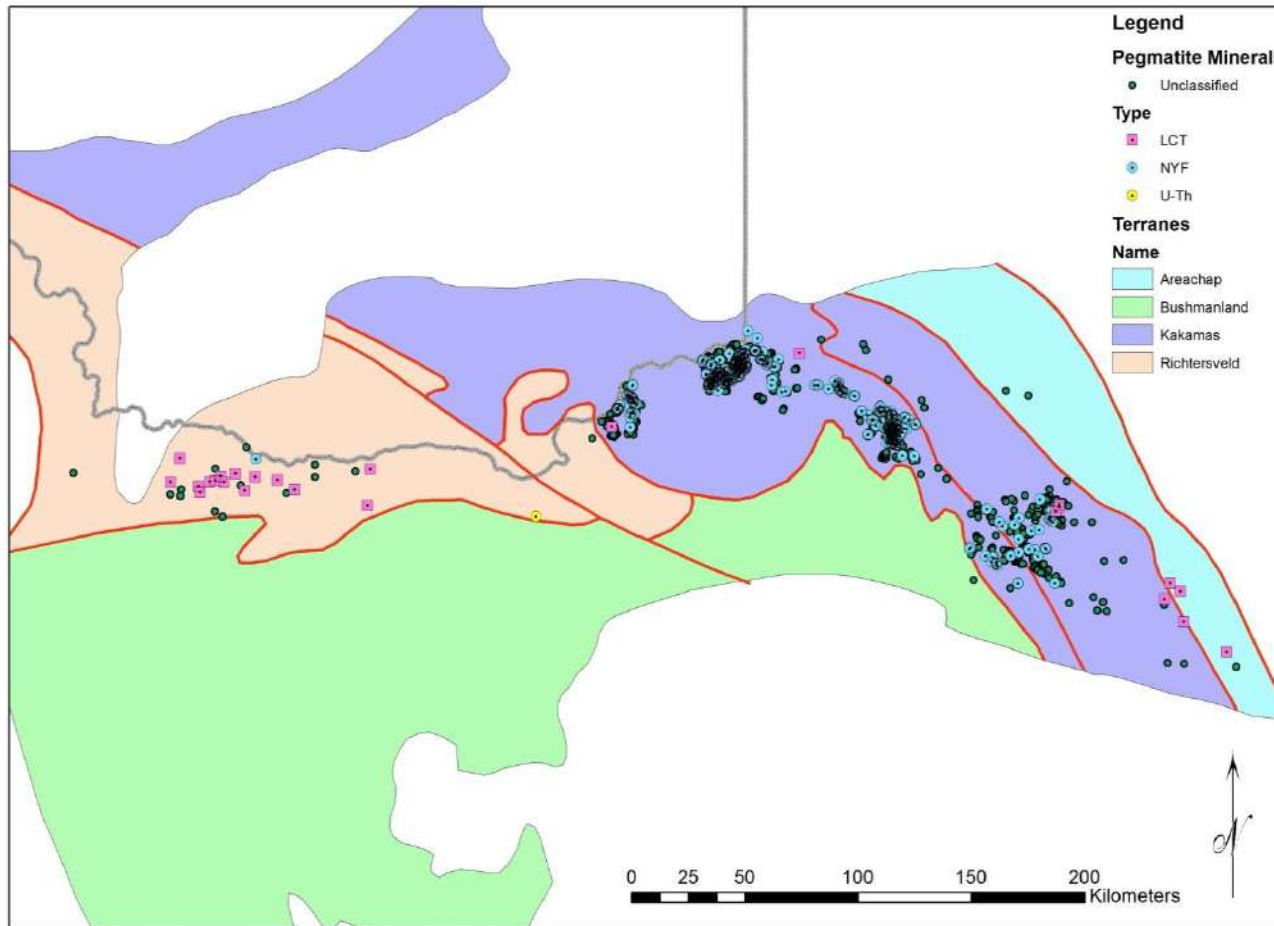 Legend
Pegmatite Mineral
Unclassified
Type
LCT
NYF
U-Th
Terranes
Name
Areachap
Bushmanland
Kakamas
Richtersveld
N
0 25 50 100 150 200
Kilometers